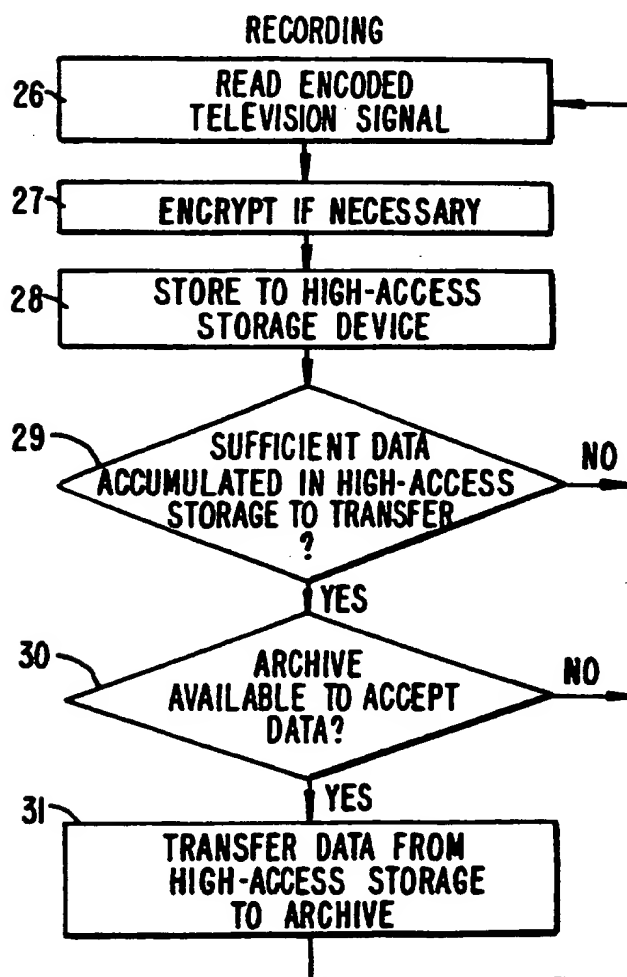 RECORDING
26
READ ENCODED
TELEVISION SIGNAL
27
ENCRYPT IF NECESSARY
28
STORE TO HIGH-ACCESS
STORAGE DEVICE
29
SUFFICIENT DATA
ACCUMULATED IN HIGH-ACCESS
STORAGE TO TRANSFER
?
NO
YES
30
ARCHIVE
AVAILABLE TO ACCEPT
DATA?
NO
YES
31
TRANSFER DATA FROM
HIGH-ACCESS STORAGE
TO ARCHIVE